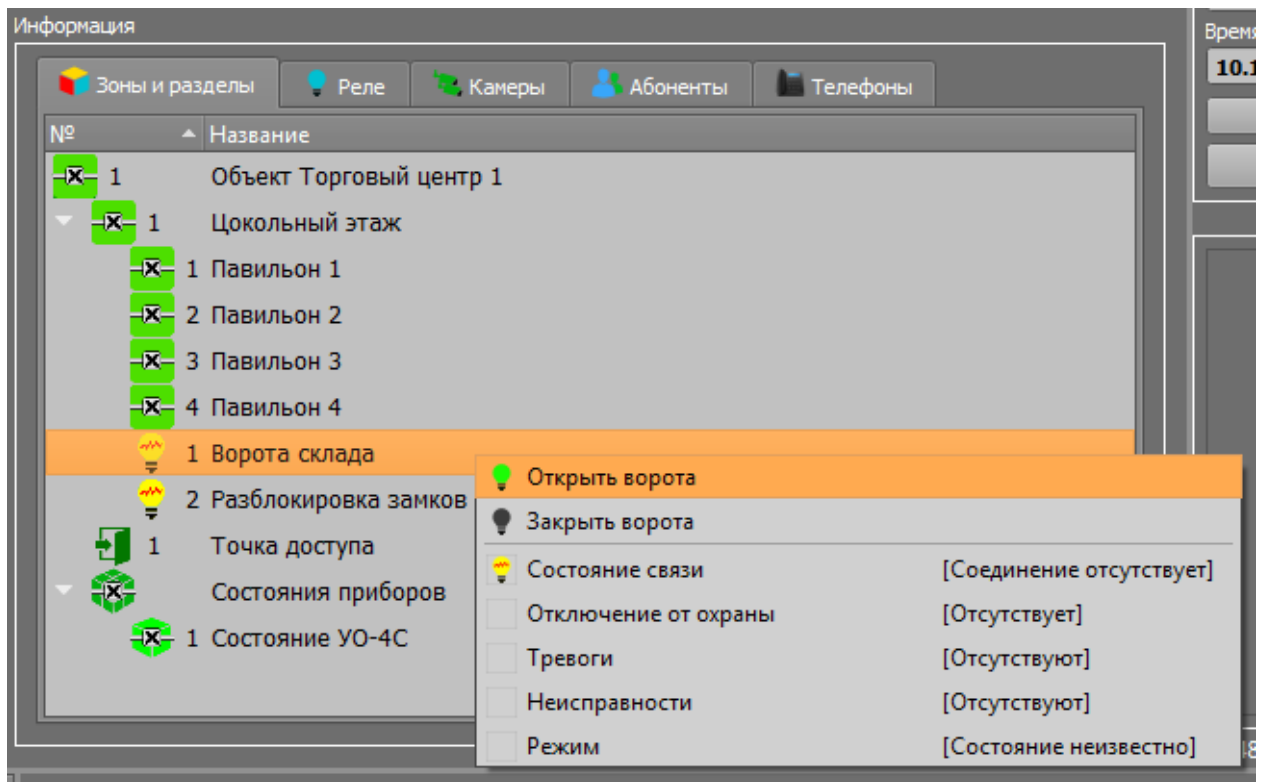 Информация
Время
10.1
Зоны и разделы Реле Камеры Абоненты Телефоны
№ Название
1 Объект Торговый центр 1
1 Цокольный этаж
1 Павильон 1
2 Павильон 2
3 Павильон 3
4 Павильон 4
1 Ворота склада
Открыть ворота
2 Разблокировка замков
Закрыть ворота
1 Точка доступа
Состояние связи [Соединение отсутствует]
Состояния приборов
Отключение от охраны [Отсутствует]
1 Состояние УО-4С
Тревоги [Отсутствуют]
Неисправности [Отсутствуют]
Режим [Состояние неизвестно]